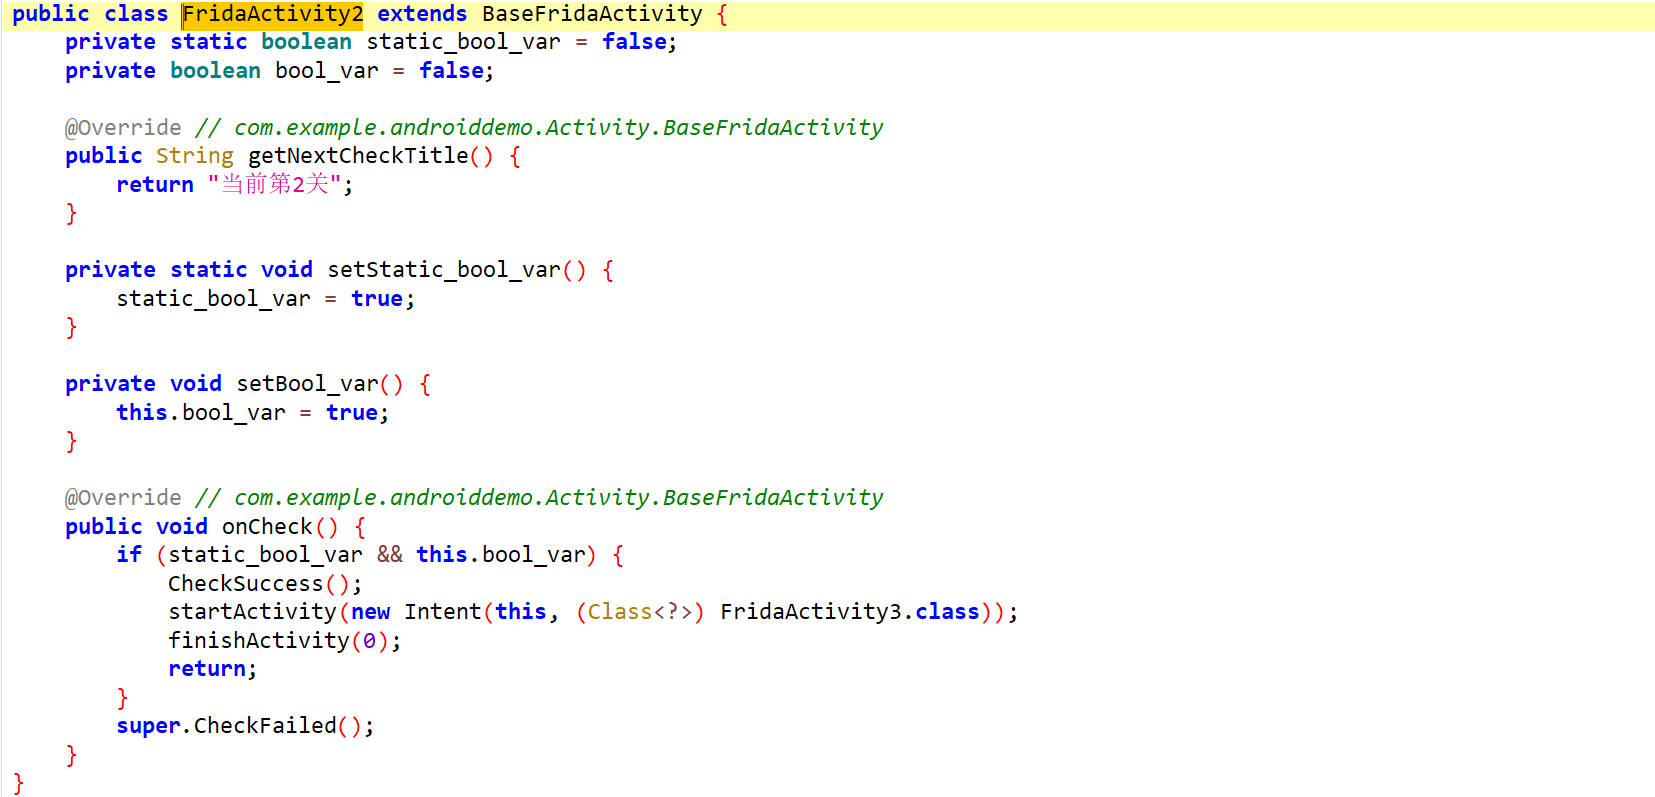 public class FridaActivity2 extends BaseFridaActivity {
    private static boolean static_bool_var = false;
    private boolean bool_var = false;

    @Override // com.example.androiddemo.Activity.BaseFridaActivity
    public String getNextCheckTitle() {
        return "当前第2关";
    }

    private static void setStatic_bool_var() {
        static_bool_var = true;
    }

    private void setBool_var() {
        this.bool_var = true;
    }

    @Override // com.example.androiddemo.Activity.BaseFridaActivity
    public void onCheck() {
        if (static_bool_var && this.bool_var) {
            CheckSuccess();
            startActivity(new Intent(this, (Class<?>) FridaActivity3.class));
            finishActivity(0);
            return;
        }
        super.CheckFailed();
    }
}